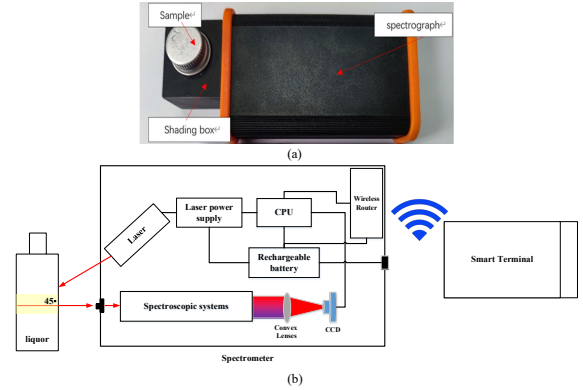 Sample↵
spectrograph↵
Shading box↵
(a)
Wireless
Router
Laser power
supply
CPU
Laser
Rechargeable
battery
Smart Terminal
45•
Spectroscopic systems
Convex
Lenses
CCD
liquor
Spectrometer
(b)